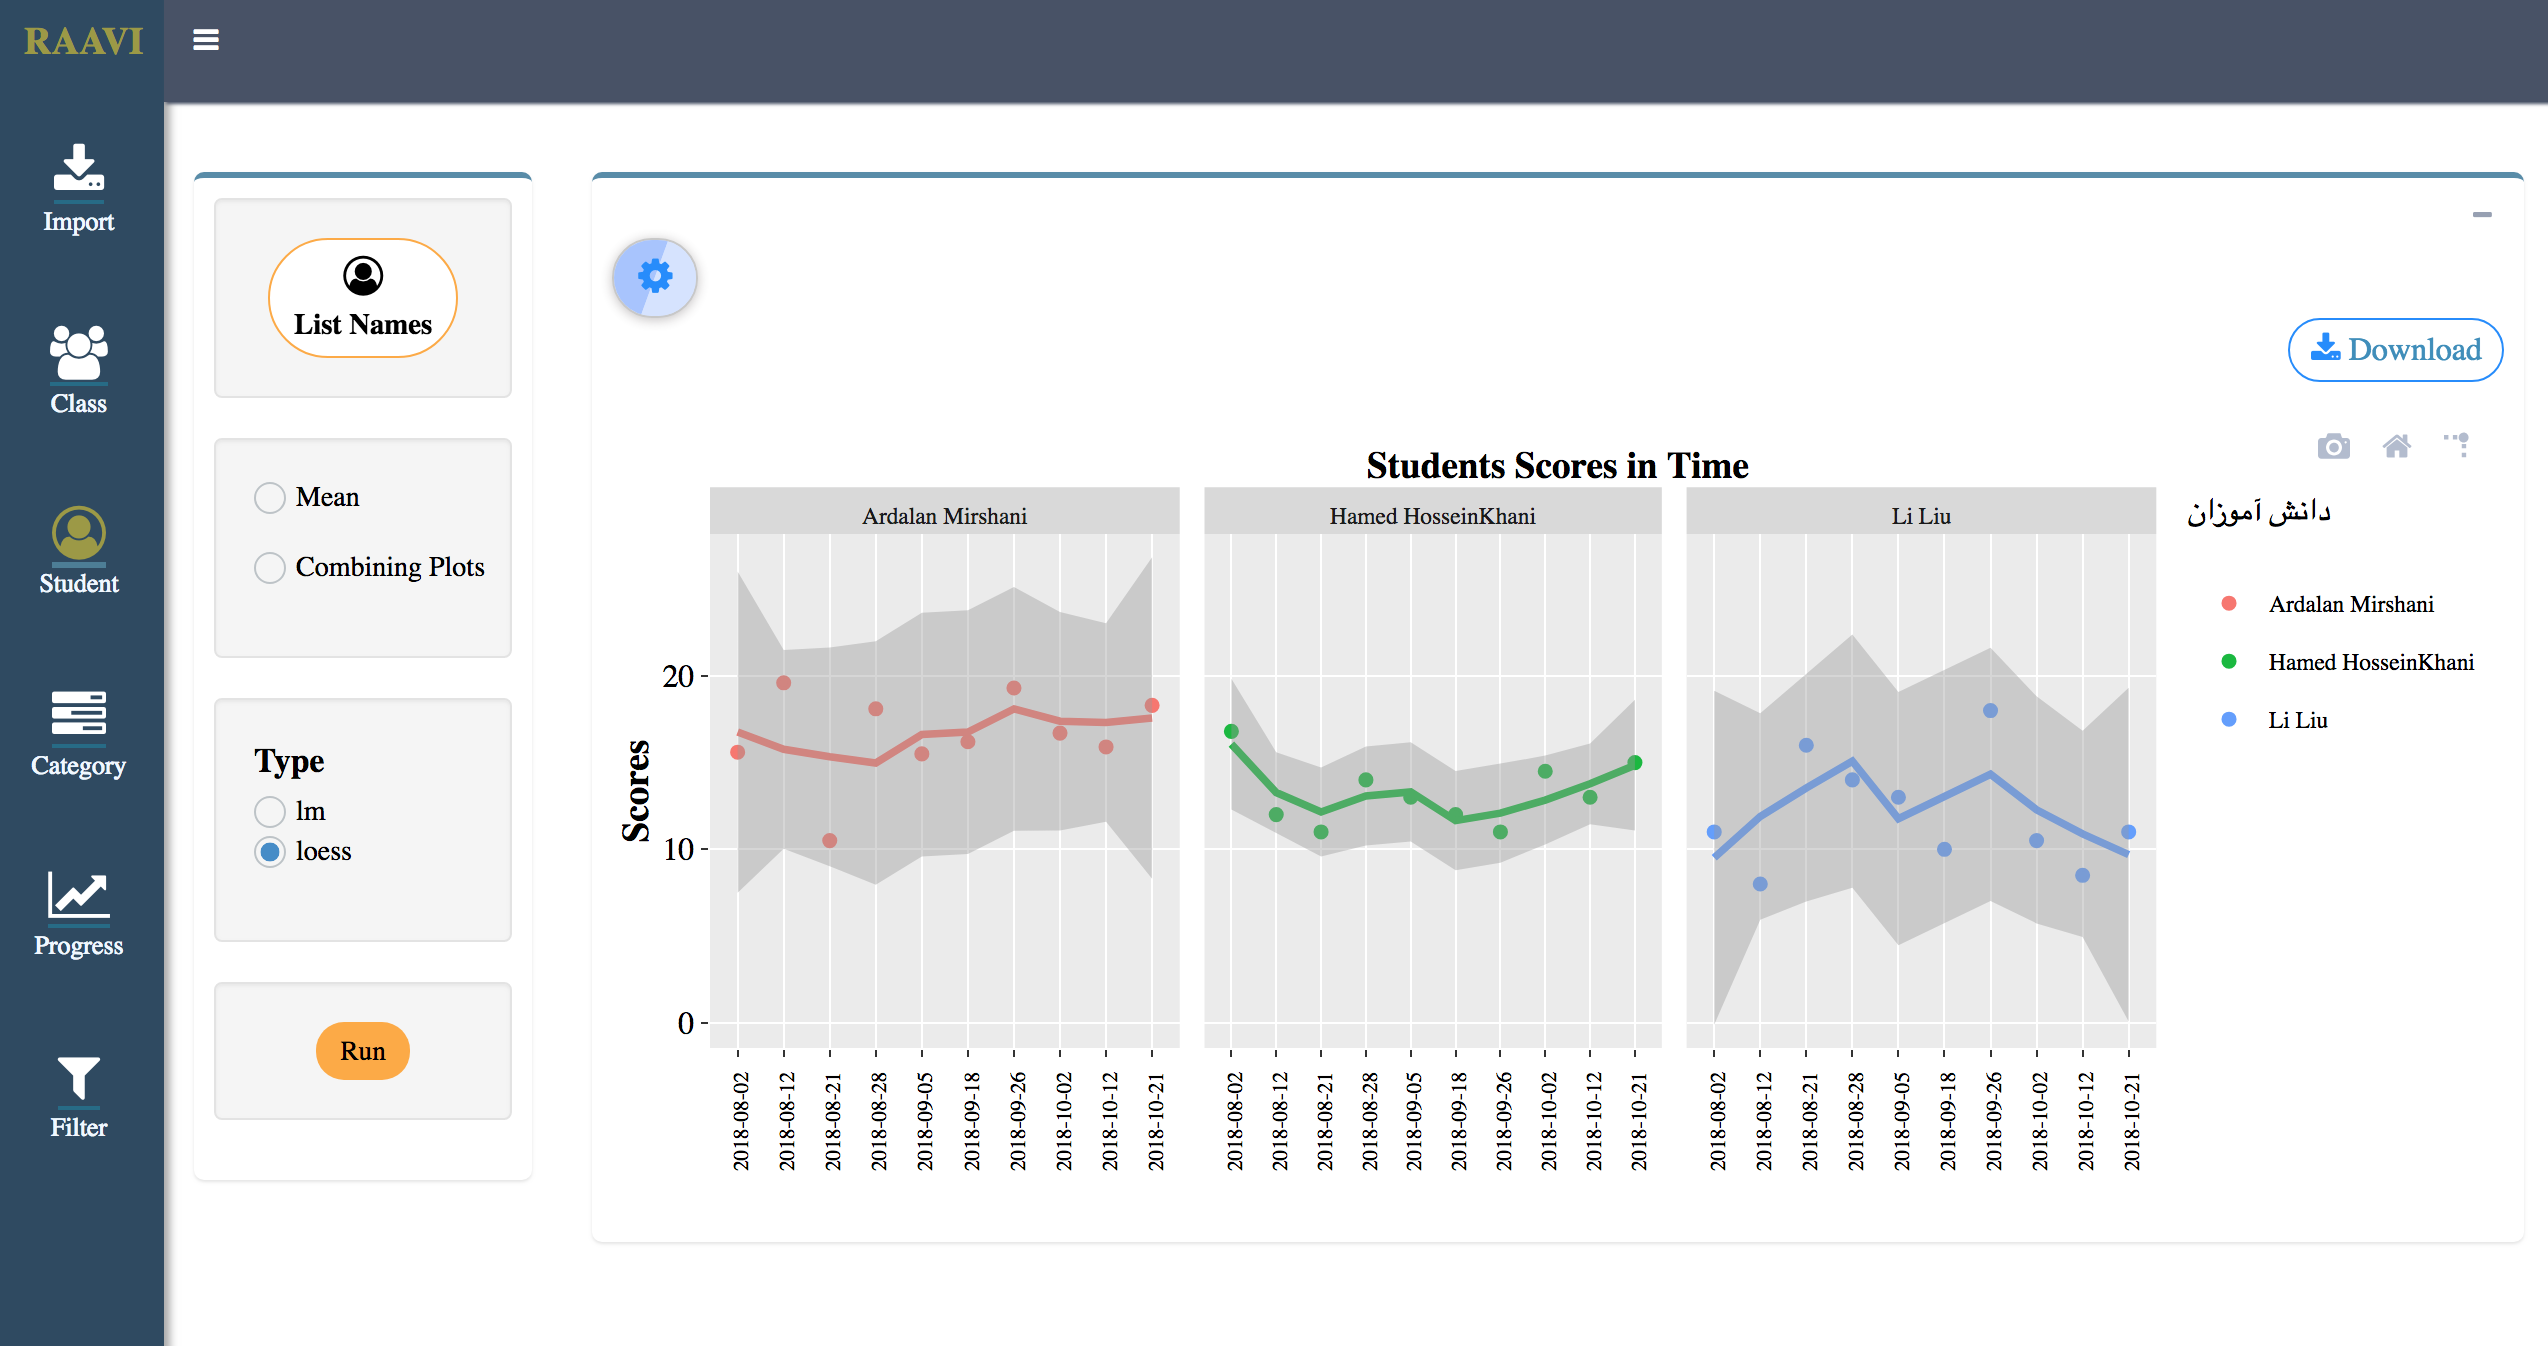 RAAVI
Import
Class
Student
Category
Progress
Filter
List Names
Mean
Combining Plots
Type
lm
loess
Run
Download
Students Scores in Time
Ardalan Mirshani
Hamed HosseinKhani
Li Liu
Scores
20
10
0
2018-08-02
2018-08-12
2018-08-21
2018-08-28
2018-09-05
2018-09-18
2018-09-26
2018-10-02
2018-10-12
2018-10-21
2018-08-02
2018-08-12
2018-08-21
2018-08-28
2018-09-05
2018-09-18
2018-09-26
2018-10-02
2018-10-12
2018-10-21
2018-08-02
2018-08-12
2018-08-21
2018-08-28
2018-09-05
2018-09-18
2018-09-26
2018-10-02
2018-10-12
2018-10-21
دانش آموزان
Ardalan Mirshani
Hamed HosseinKhani
Li Liu